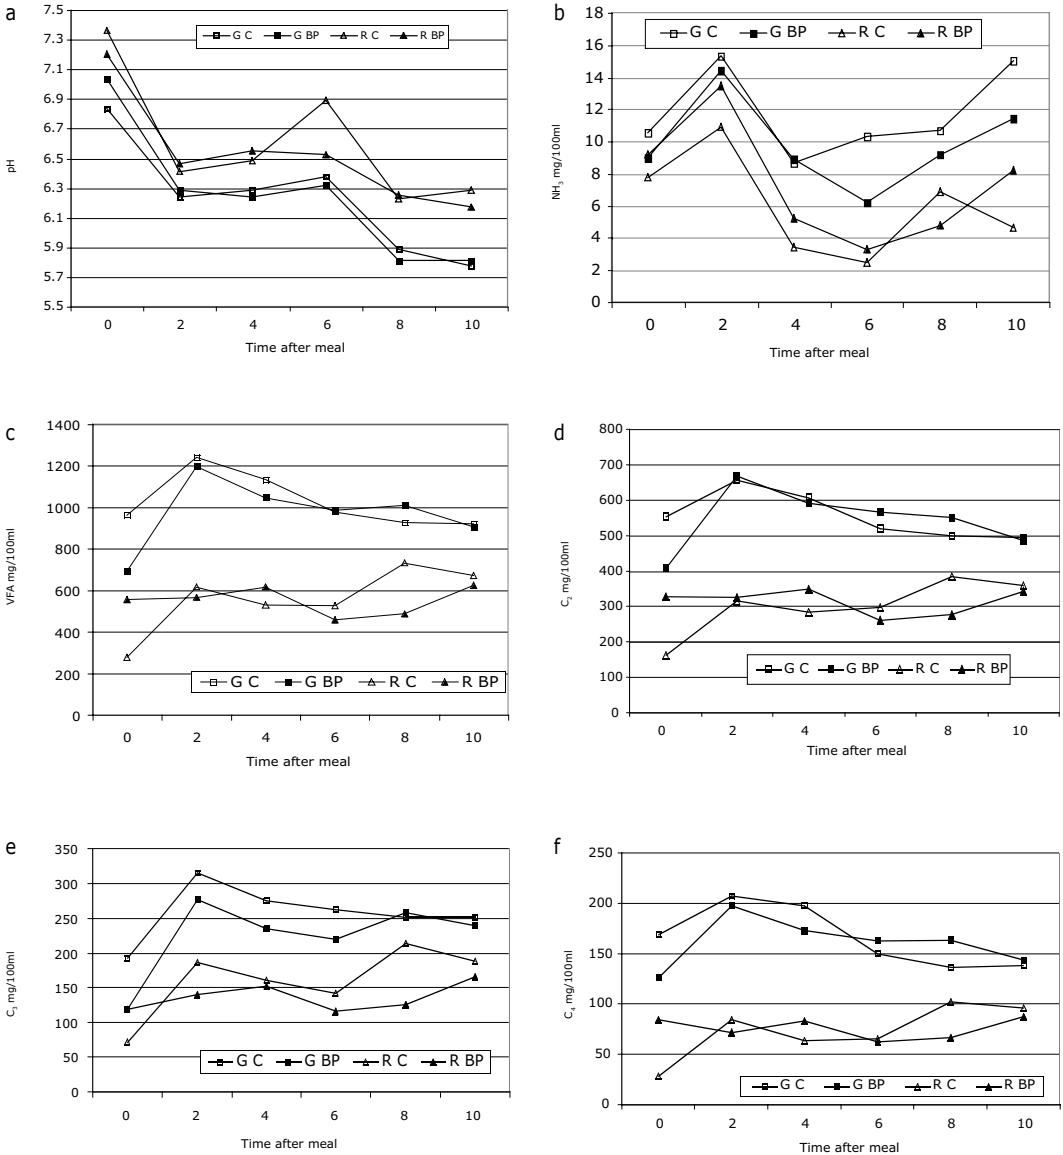 a
7.5
7.3
7.1
6.9
6.7
6.5
6.3
6.1
5.9
5.7
5.5
pH
G C G BP R C R BP
0 2 4 6 8 10
Time after meal
b
18
16
14
12
10
8
6
4
2
0
NH₃ mg/100ml
G C G BP R C R BP
0 2 4 6 8 10
Time after meal
c
1400
1200
1000
800
600
400
200
0
VFA mg/100ml
G C G BP R C R BP
0 2 4 6 8 10
Time after meal
d
800
700
600
500
400
300
200
100
0
C₂ mg/100ml
G C G BP R C R BP
0 2 4 6 8 10
Time after meal
e
350
300
250
200
150
100
50
0
C₃ mg/100ml
G C G BP R C R BP
0 2 4 6 8 10
Time after meal
f
250
200
150
100
50
0
C₄ mg/100ml
G C G BP R C R BP
0 2 4 6 8 10
Time after meal